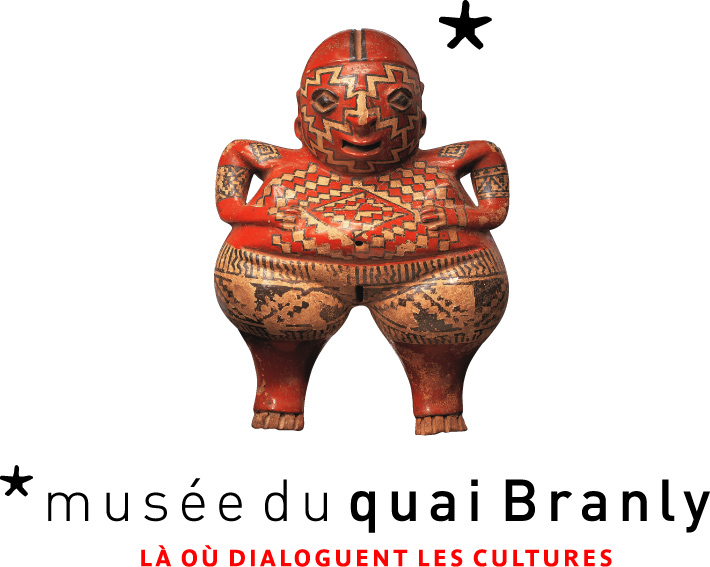 *musée du quai Branly
LÀ OÙ DIALOGUENT LES CULTURES